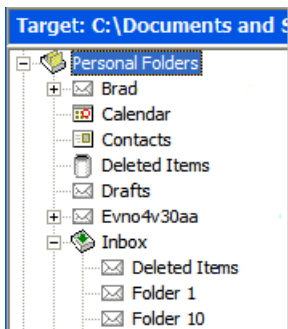 Target: C:\Documents and S
Personal Folders
Brad
Calendar
Contacts
Deleted Items
Drafts
Evno4v30aa
Inbox
Deleted Items
Folder 1
Folder 10